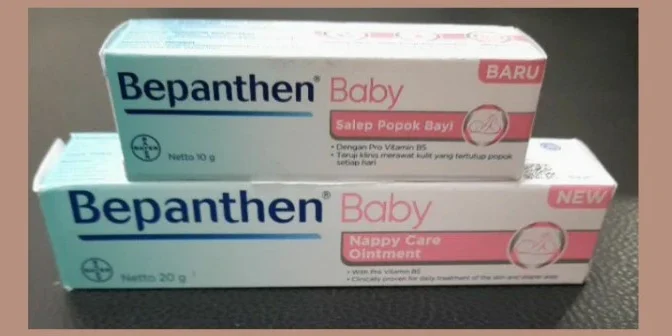 Bepanthen® Baby
BARU
Salep Popok Bayi
BAYER
Netto 10 g
• Dengan Pro Vitamin B5
• Teruji klinis merawat kulit yang tertutup popok
setiap hari
Bepanthen® Baby
NEW
Nappy Care
Ointment
Netto 20 g
• With Pro Vitamin B5
• Clinically proven for daily treatment of the skin and diaper area